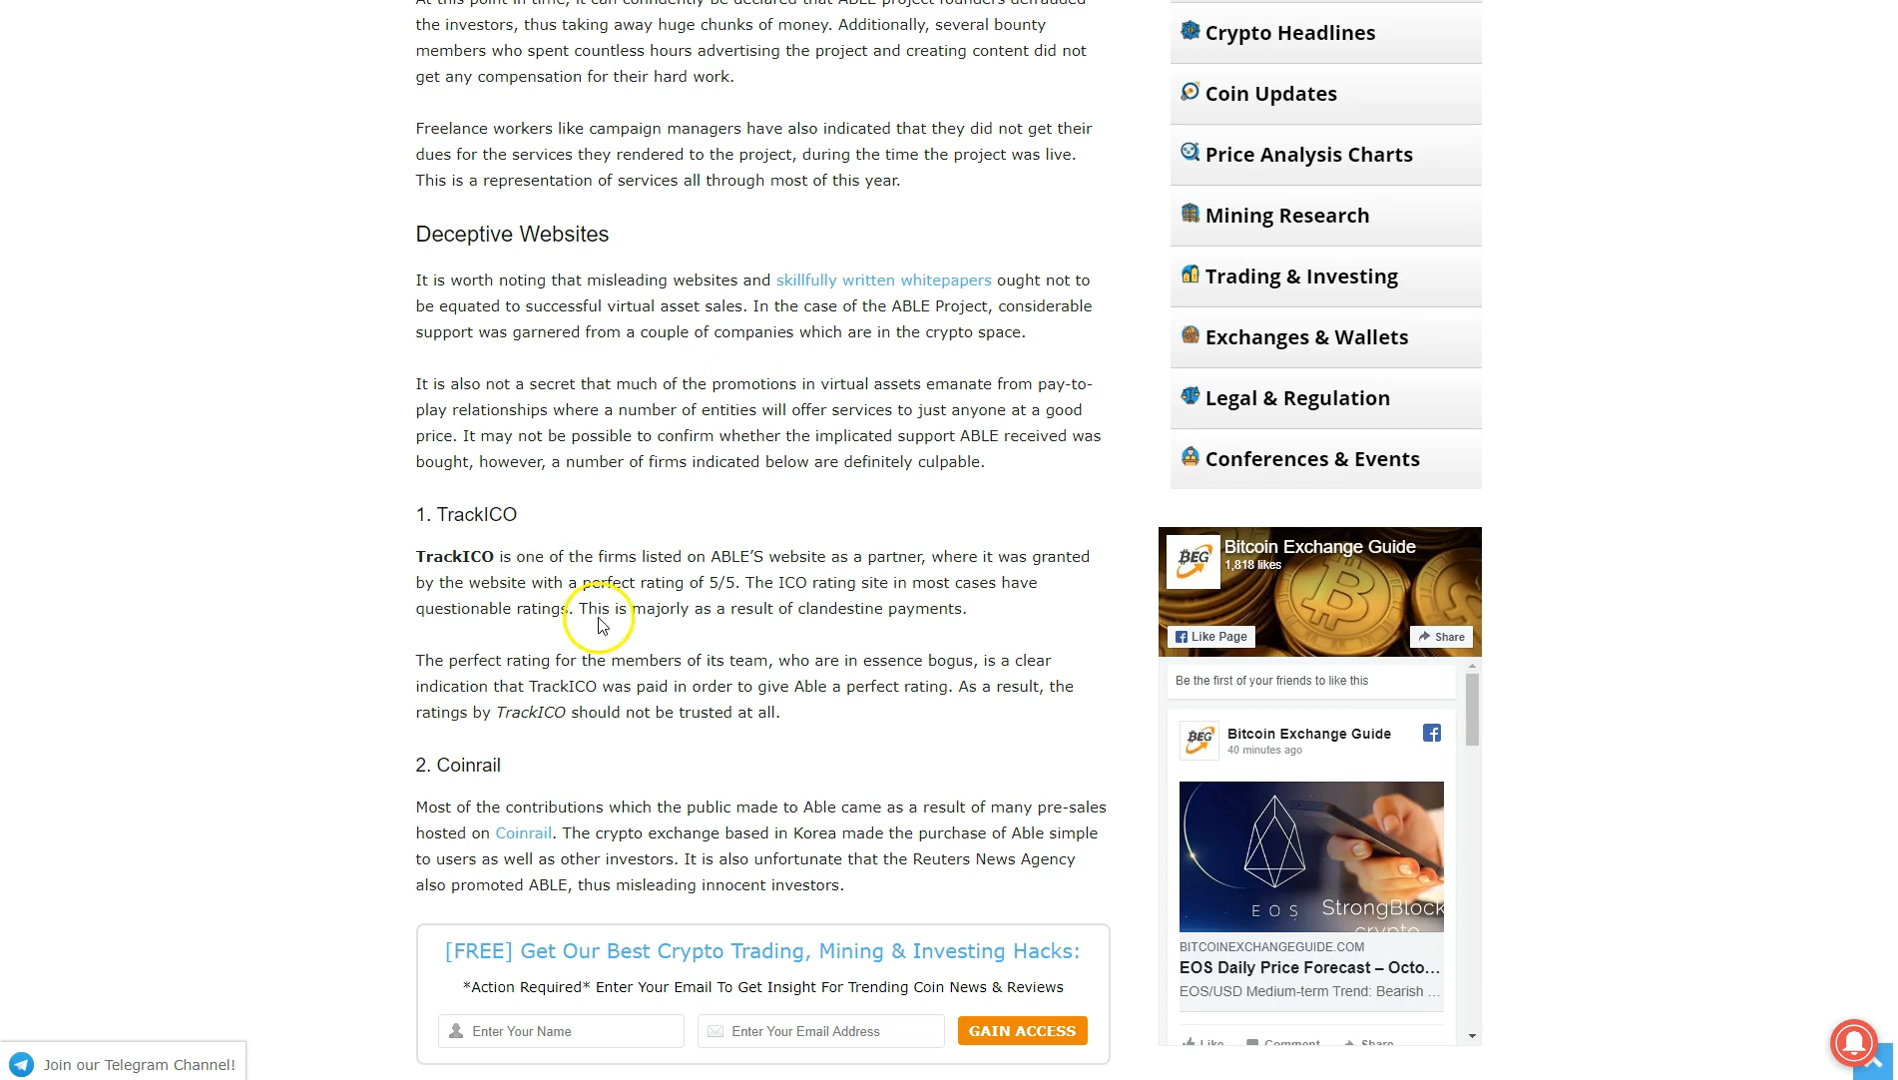 At this point in time, it can confidently be declared that ABLE project founders defrauded
the investors, thus taking away huge chunks of money. Additionally, several bounty
members who spent countless hours advertising the project and creating content did not
get any compensation for their hard work.
Freelance workers like campaign managers have also indicated that they did not get their
dues for the services they rendered to the project, during the time the project was live.
This is a representation of services all through most of this year.
Deceptive Websites
It is worth noting that misleading websites and skillfully written whitepapers ought not to
be equated to successful virtual asset sales. In the case of the ABLE Project, considerable
support was garnered from a couple of companies which are in the crypto space.
It is also not a secret that much of the promotions in virtual assets emanate from pay-to-
play relationships where a number of entities will offer services to just anyone at a good
price. It may not be possible to confirm whether the implicated support ABLE received was
bought, however, a number of firms indicated below are definitely culpable.
1. TrackICO
TrackICO is one of the firms listed on ABLE'S website as a partner, where it was granted
by the website with a perfect rating of 5/5. The ICO rating site in most cases have
questionable ratings. This is majorly as a result of clandestine payments.
The perfect rating for the members of its team, who are in essence bogus, is a clear
indication that TrackICO was paid in order to give Able a perfect rating. As a result, the
ratings by TrackICO should not be trusted at all.
2. Coinrail
Most of the contributions which the public made to Able came as a result of many pre-sales
hosted on Coinrail. The crypto exchange based in Korea made the purchase of Able simple
to users as well as other investors. It is also unfortunate that the Reuters News Agency
also promoted ABLE, thus misleading innocent investors.
[FREE] Get Our Best Crypto Trading, Mining & Investing Hacks:
*Action Required* Enter Your Email To Get Insight For Trending Coin News & Reviews
Enter Your Name
Enter Your Email Address
GAIN ACCESS
Join our Telegram Channel!
Crypto Headlines
Coin Updates
Price Analysis Charts
Mining Research
Trading & Investing
Exchanges & Wallets
Legal & Regulation
Conferences & Events
BEG
Bitcoin Exchange Guide
1,818 likes
Like Page
Share
Be the first of your friends to like this
BEG
Bitcoin Exchange Guide
40 minutes ago
EOS
StrongBlock
crypto
BITCOINEXCHANGEGUIDE.COM
EOS Daily Price Forecast – Octo...
EOS/USD Medium-term Trend: Bearish ...
Like
Comment
Share